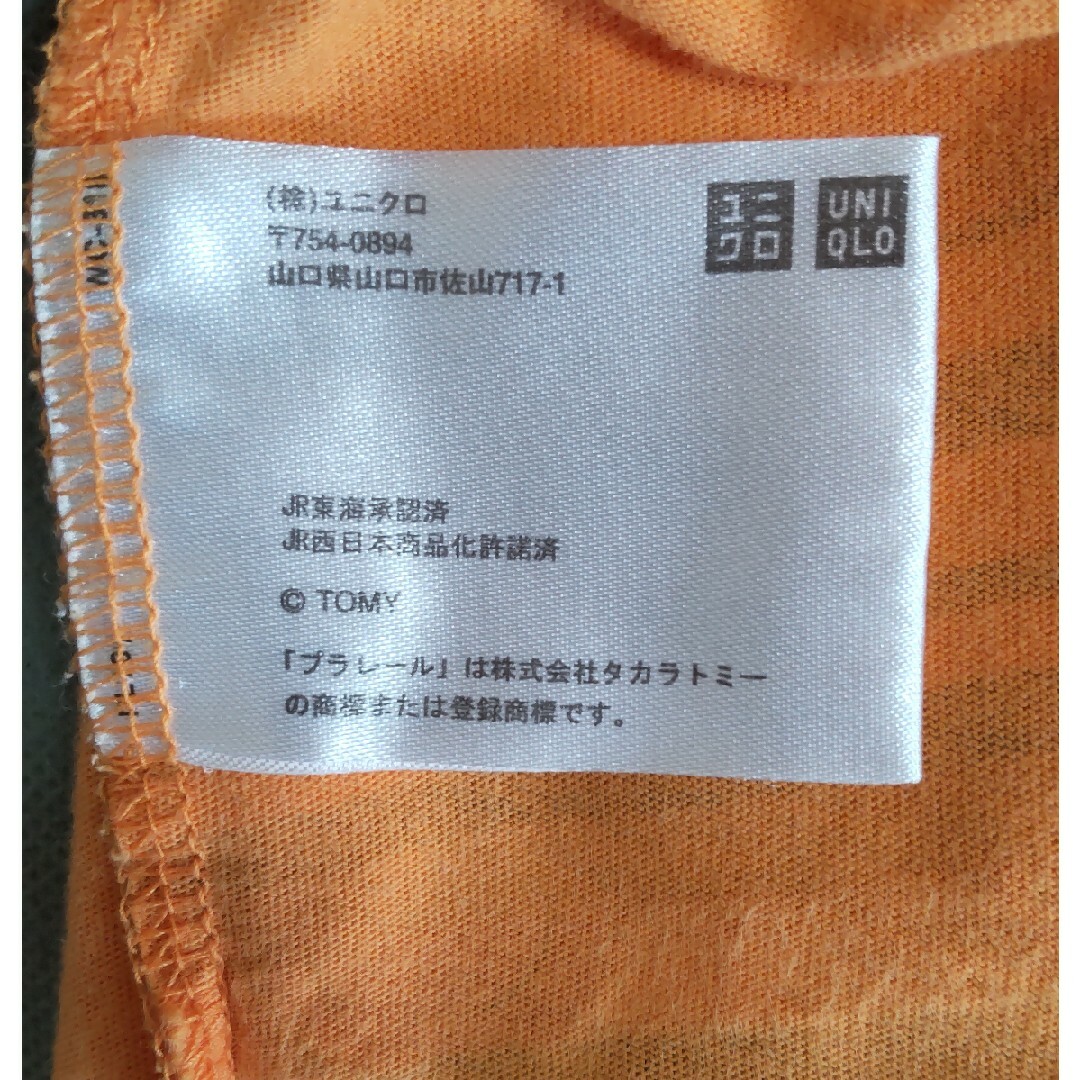 (株)ユニクロ
〒754-0894
山口県山口市佐山717-1
ユニ
クロ
UNI
QLO
JR東海承認済
JR西日本商品化許諾済
© TOMY
「プラレール」は株式会社タカラトミー
の商標または登録商標です。